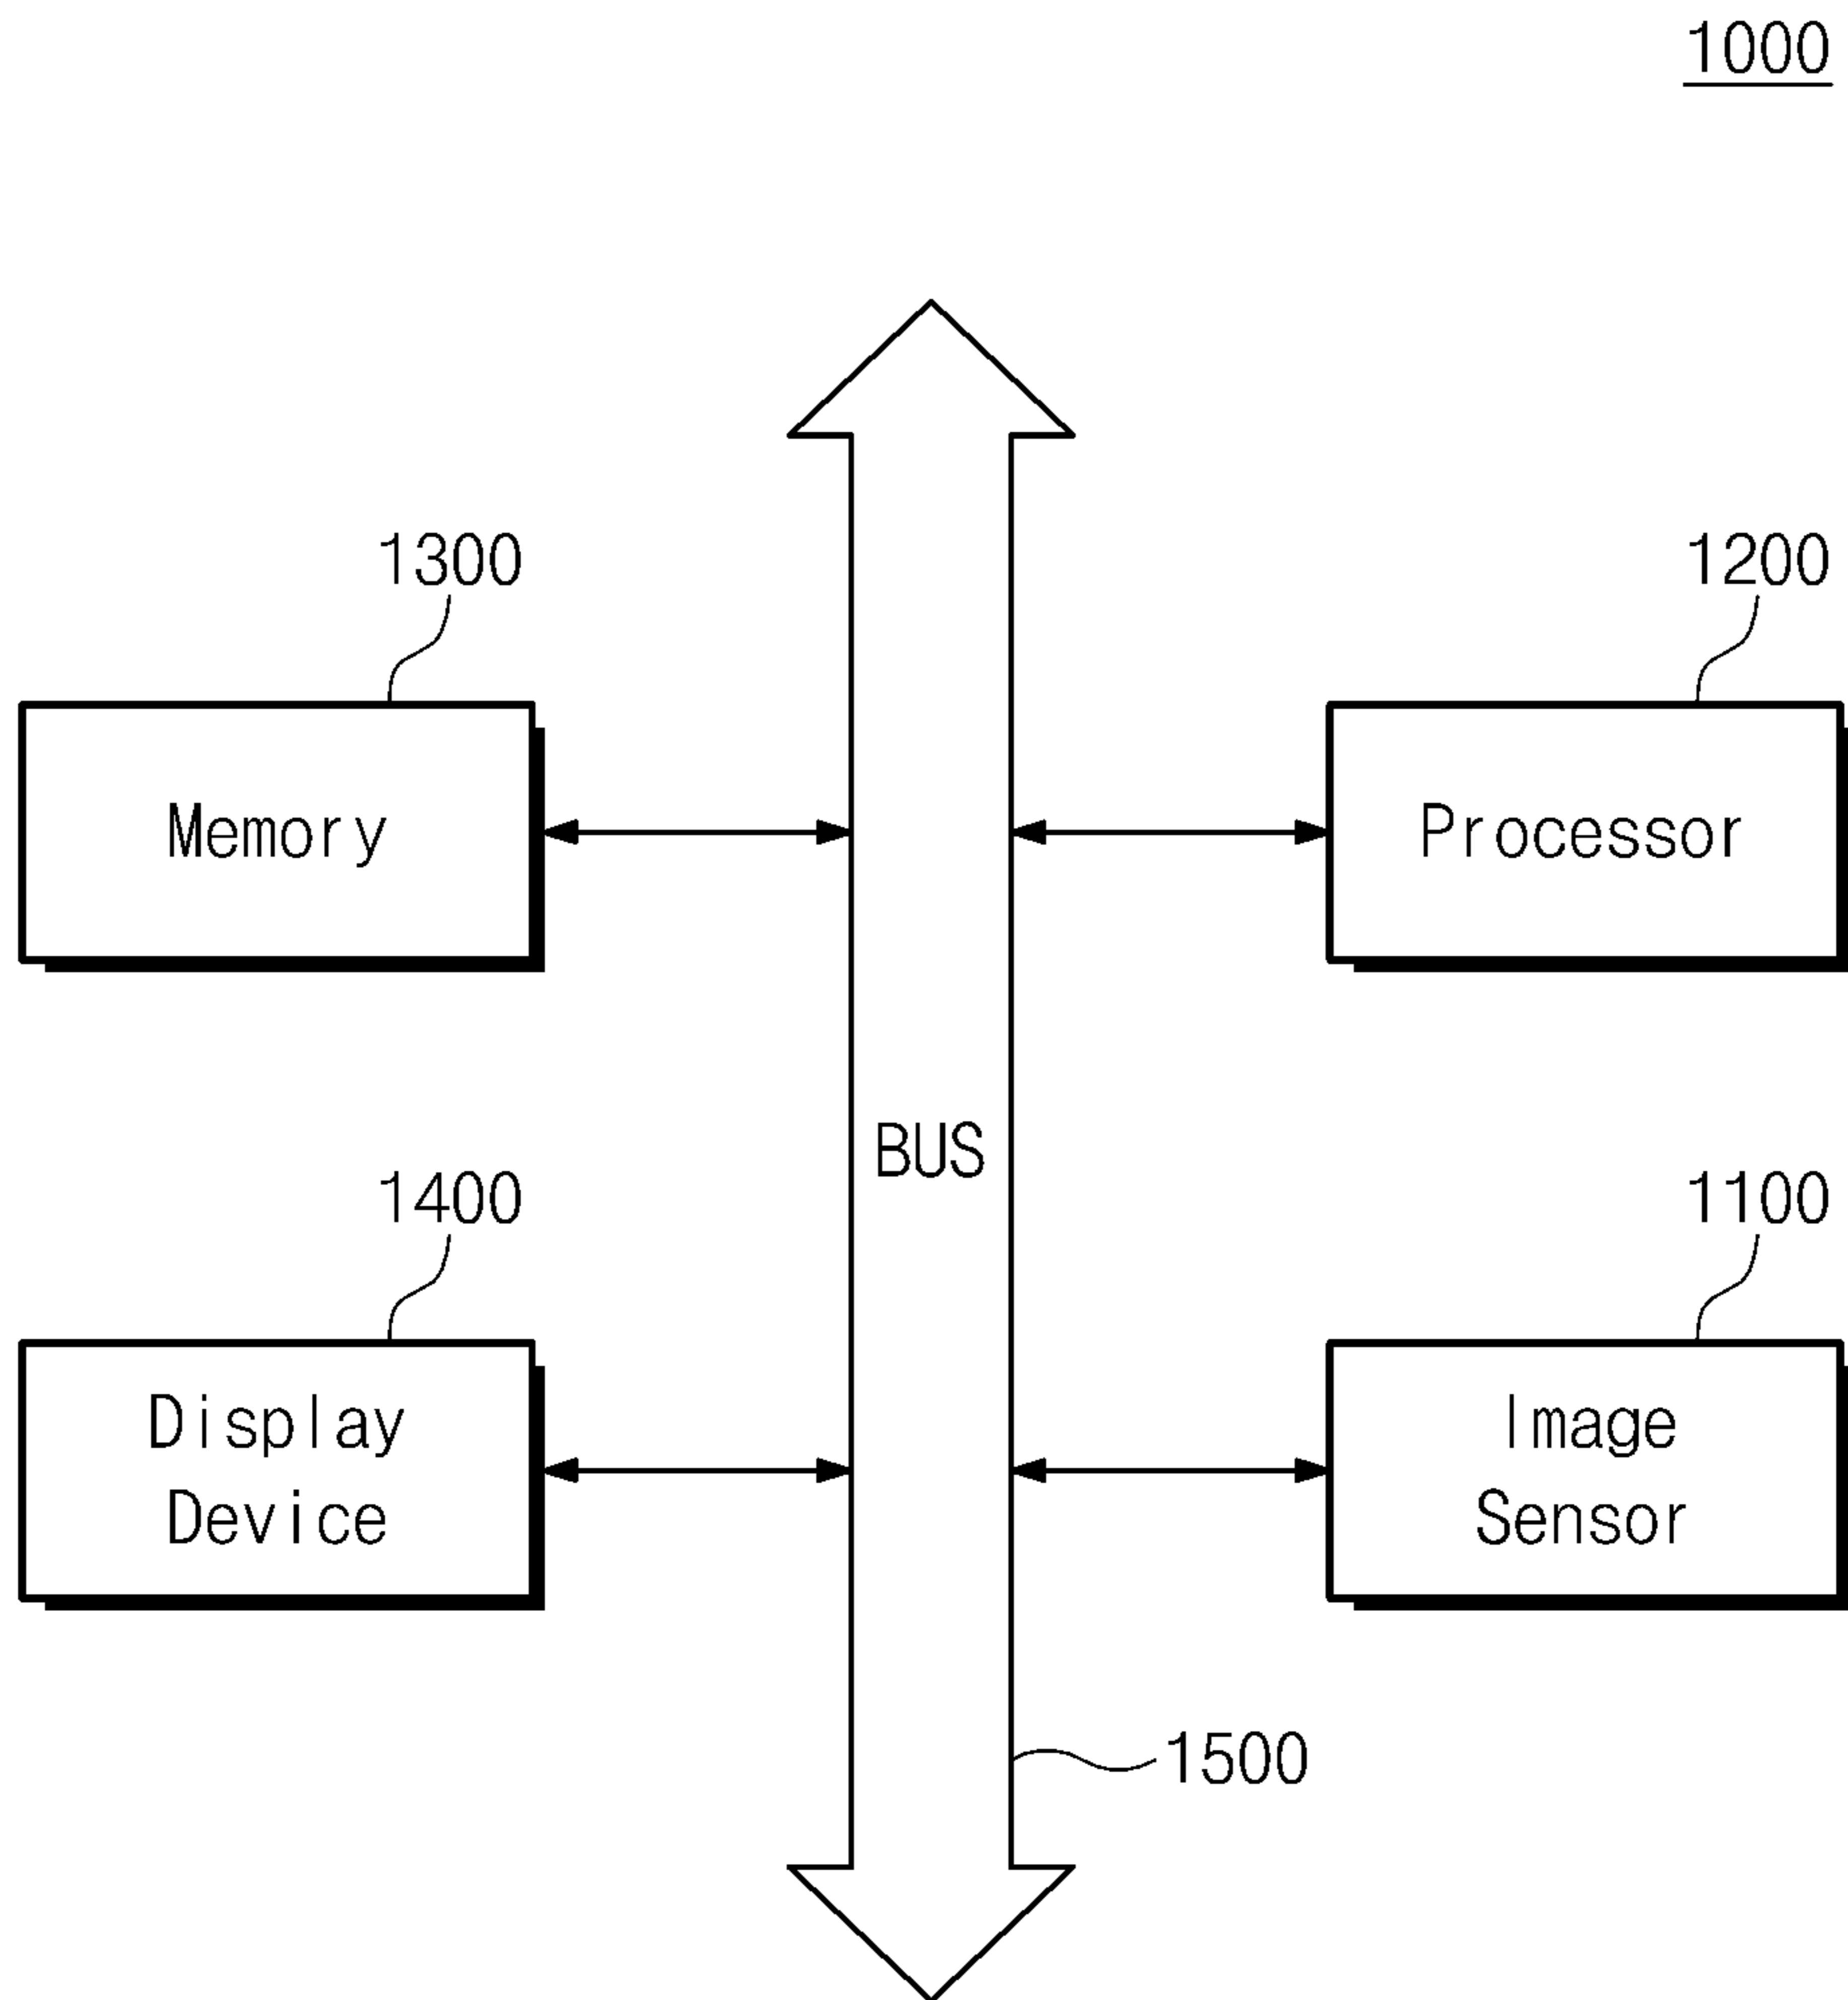 1000
1300
1200
Memory
Processor
BUS
1400
1100
Display
Device
Image
Sensor
1500